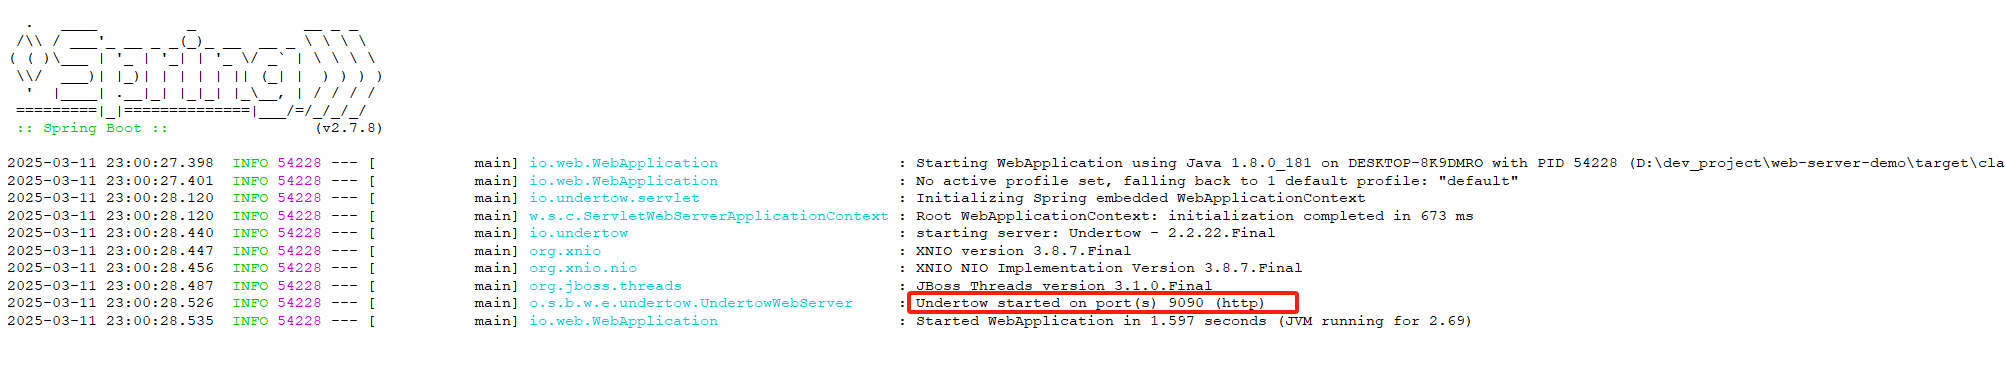 .   ____          _            __ _ _
 /\\ / ___'_ __ _ _(_)_ __  __ _ \ \ \ \
( ( )\___ | '_ | '_| | '_ \/ _` | \ \ \ \
 \\/  ___)| |_)| | | | | || (_| |  ) ) ) )
  '  |____| .__|_| |_|_| |_\__, | / / / /
 =========|_|==============|___/=/_/_/_/
 :: Spring Boot ::                (v2.7.8)
2025-03-11 23:00:27.398  INFO 54228 --- [           main] io.web.WebApplication                    : Starting WebApplication using Java 1.8.0_181 on DESKTOP-8K9DMRO with PID 54228 (D:\dev_project\web-server-demo\target\cla
2025-03-11 23:00:27.401  INFO 54228 --- [           main] io.web.WebApplication                    : No active profile set, falling back to 1 default profile: "default"
2025-03-11 23:00:28.120  INFO 54228 --- [           main] io.undertow.servlet                      : Initializing Spring embedded WebApplicationContext
2025-03-11 23:00:28.120  INFO 54228 --- [           main] w.s.c.ServletWebServerApplicationContext : Root WebApplicationContext: initialization completed in 673 ms
2025-03-11 23:00:28.440  INFO 54228 --- [           main] io.undertow                              : starting server: Undertow - 2.2.22.Final
2025-03-11 23:00:28.447  INFO 54228 --- [           main] org.xnio                                 : XNIO version 3.8.7.Final
2025-03-11 23:00:28.456  INFO 54228 --- [           main] org.xnio.nio                             : XNIO NIO Implementation Version 3.8.7.Final
2025-03-11 23:00:28.487  INFO 54228 --- [           main] org.jboss.threads                        : JBoss Threads version 3.1.0.Final
2025-03-11 23:00:28.526  INFO 54228 --- [           main] o.s.b.w.e.undertow.UndertowWebServer     : Undertow started on port(s) 9090 (http)
2025-03-11 23:00:28.535  INFO 54228 --- [           main] io.web.WebApplication                    : Started WebApplication in 1.597 seconds (JVM running for 2.69)